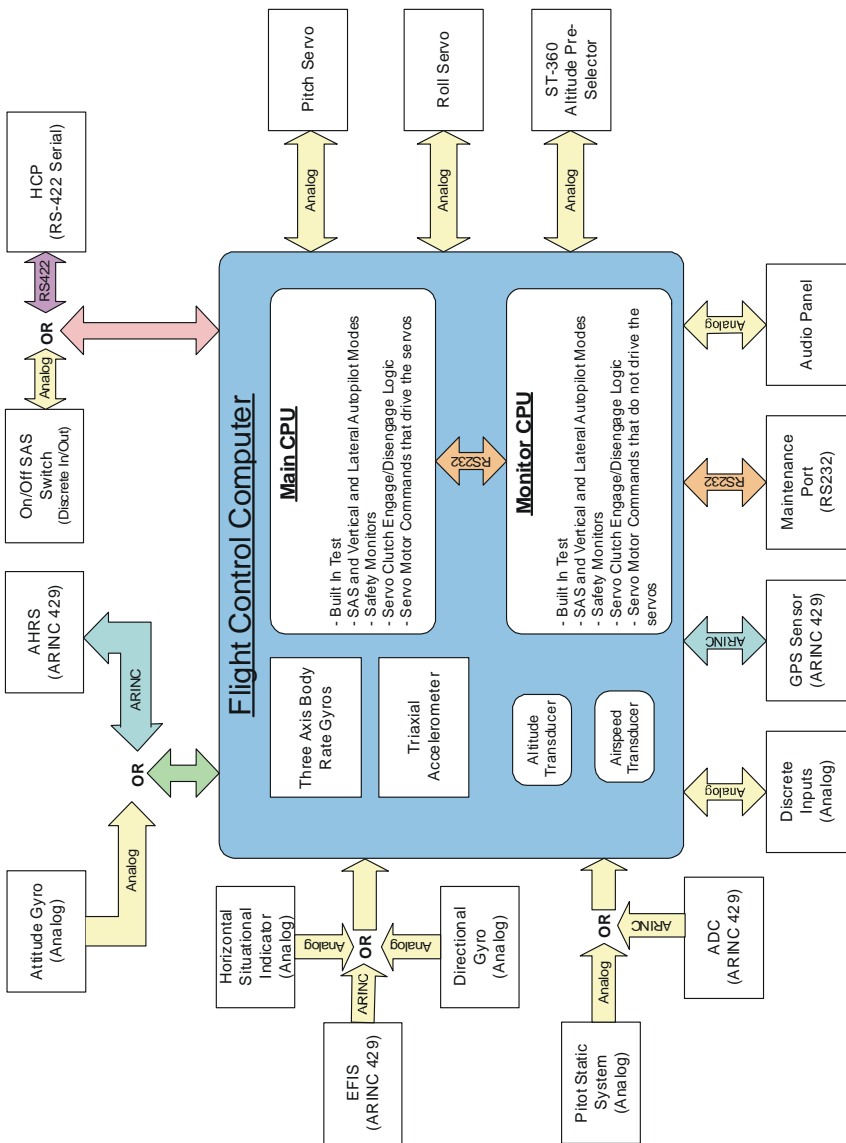 Attitude Gyro
(Analog)
Analog
OR
ARINC
AHRS
(ARINC 429)
On/Off SAS
Switch
(Discrete In/Out)
Analog
OR
RS422
HCP
(RS-422 Serial)
Horizontal
Situational
Indicator
(Analog)
Analog
EFIS
(ARINC 429)
ARINC
OR
Analog
Directional
Gyro
(Analog)
Pitot Static
System
(Analog)
Analog
OR
ARINC
ADC
(ARINC 429)
Flight Control Computer
Three Axis Body
Rate Gyros
Triaxial
Accelerometer
Altitude
Transducer
Airspeed
Transducer
Main CPU
- Built In Test
- SAS and Vertical and Lateral Autopilot Modes
- Safety Monitors
- Servo Clutch Engage/Disengage Logic
- Servo Motor Commands that drive the servos
RS232
Monitor CPU
- Built In Test
- SAS and Vertical and Lateral Autopilot Modes
- Safety Monitors
- Servo Clutch Engage/Disengage Logic
- Servo Motor Commands that do not drive the
servos
Analog
Pitch Servo
Analog
Roll Servo
Analog
ST-360
Altitude Pre-
Selector
Analog
Discrete
Inputs
(Analog)
ARINC
GPS Sensor
(ARINC 429)
RS232
Maintenance
Port
(RS232)
Analog
Audio Panel